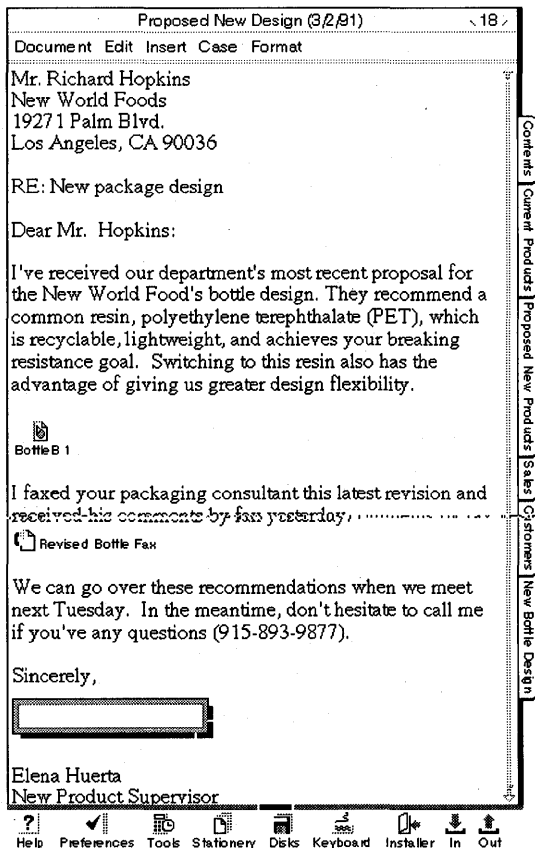 Proposed New Design (3/2/91)
18
Document Edit Insert Case Format
Mr. Richard Hopkins
New World Foods
19271 Palm Blvd.
Los Angeles, CA 90036
RE: New package design
Dear Mr. Hopkins:
I've received our department's most recent proposal for
the New World Food's bottle design. They recommend a
common resin, polyethylene terephthalate (PET), which
is recyclable, lightweight, and achieves your breaking
resistance goal. Switching to this resin also has the
advantage of giving us greater design flexibility.
Bottle B 1
I faxed your packaging consultant this latest revision and
received his comments by fax yesterday.
Revised Bottle Fax
We can go over these recommendations when we meet
next Tuesday. In the meantime, don't hesitate to call me
if you've any questions (915-893-9877).
Sincerely,
Elena Huerta
New Product Supervisor
Contents
Current Products
Proposed New Products
Sales
Customers
New Bottle Design
? Help Preferences Tools Stationery Disks Keyboard Installer In Out